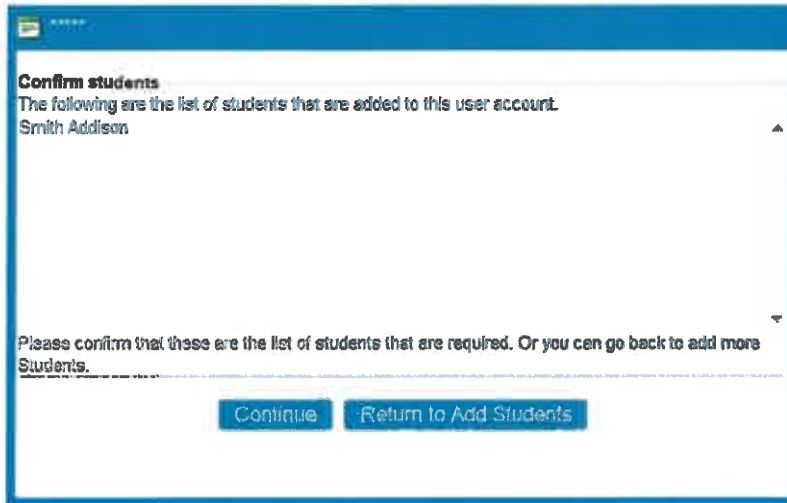 *****
Confirm students
The following are the list of students that are added to this user account.
Smith Addison
Please confirm that these are the list of students that are required. Or you can go back to add more
Students.
Continue
Return to Add Students